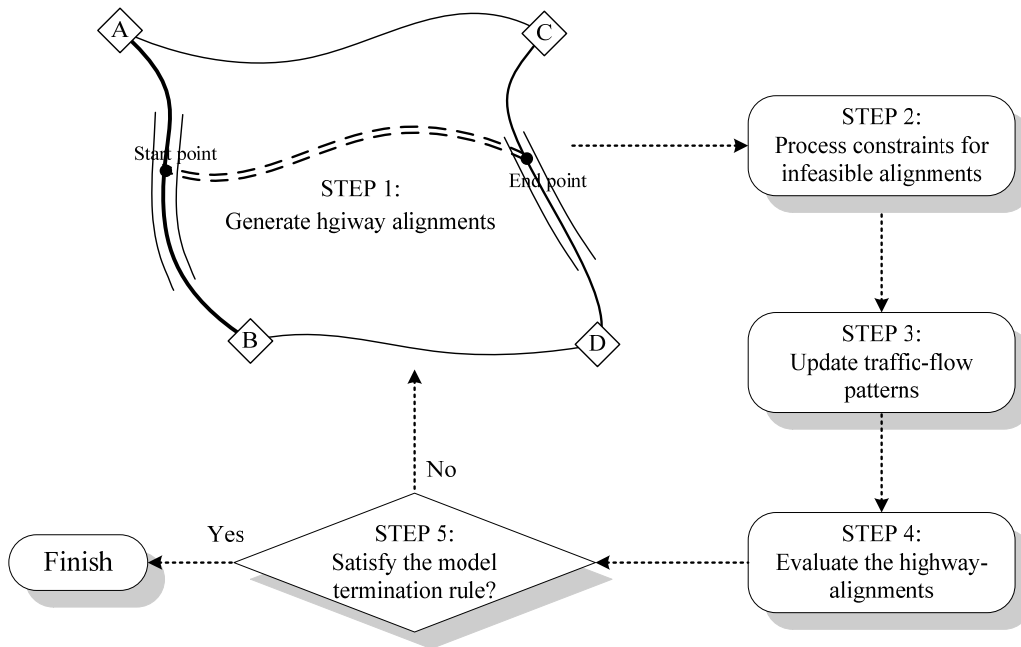 A
C
Start point
End point
STEP 1:
Generate hgiway alignments
B
D
STEP 2:
Process constraints for
infeasible alignments
STEP 3:
Update traffic-flow
patterns
No
Yes
STEP 5:
Satisfy the model
termination rule?
Finish
STEP 4:
Evaluate the highway-
alignments